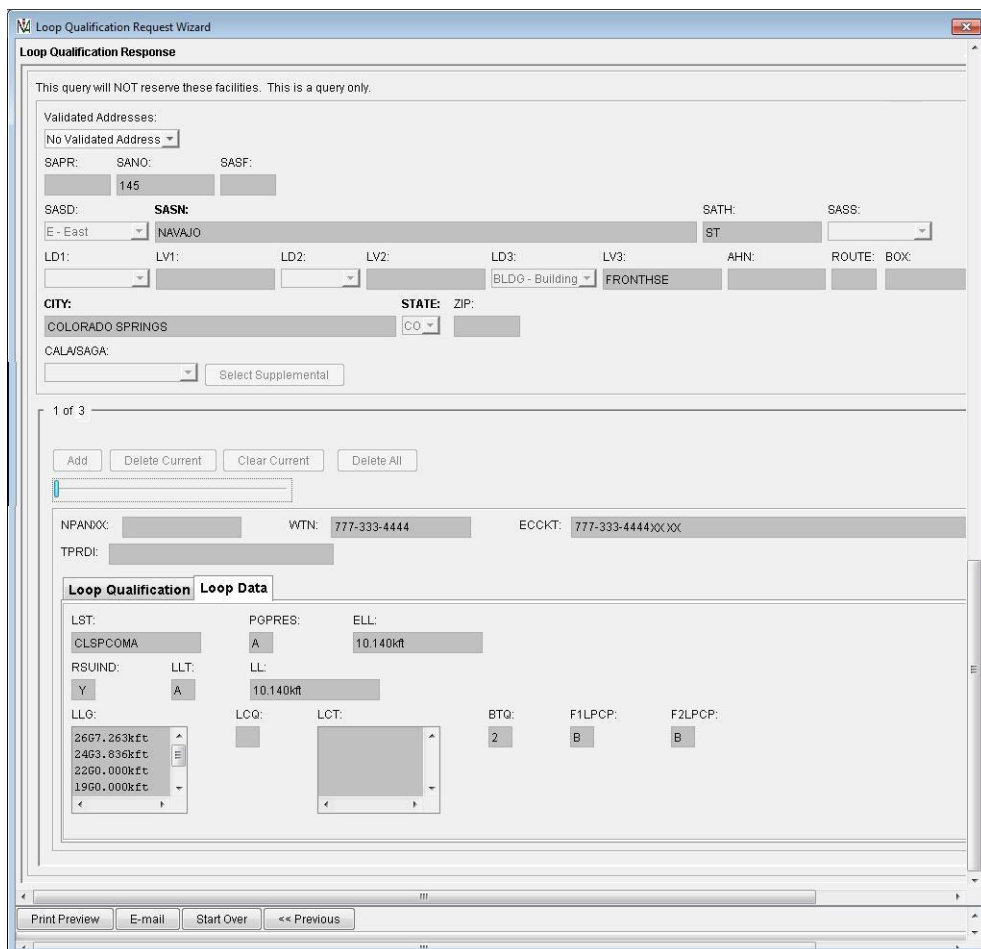 Loop Qualification Request Wizard
Loop Qualification Response
This query will NOT reserve these facilities. This is a query only.
Validated Addresses:
No Validated Address
SAPR: SANO: SASF:
145
SASD: SASN: SATH: SASS:
E - East NAVAJO ST
LD1: LV1: LD2: LV2: LD3: LV3: AHN: ROUTE: BOX:
BLDG - Building FRONTHSE
CITY: STATE: ZIP:
COLORADO SPRINGS CO
CALA/SAGA:
Select Supplemental
1 of 3
Add Delete Current Clear Current Delete All
NPANXX: WTN: 777-333-4444 ECCKT: 777-333-4444XX XX
TPRDI:
Loop Qualification Loop Data
LST: PGPRES: ELL:
CLSPCOMA A 10.140kft
RSUIND: LLT: LL:
Y A 10.140kft
LLG: LCQ: LCT: BTQ: F1LPCP: F2LPCP:
26G7.263kft 2 B B
24G3.836kft
22G0.000kft
19G0.000kft
Print Preview E-mail Start Over << Previous